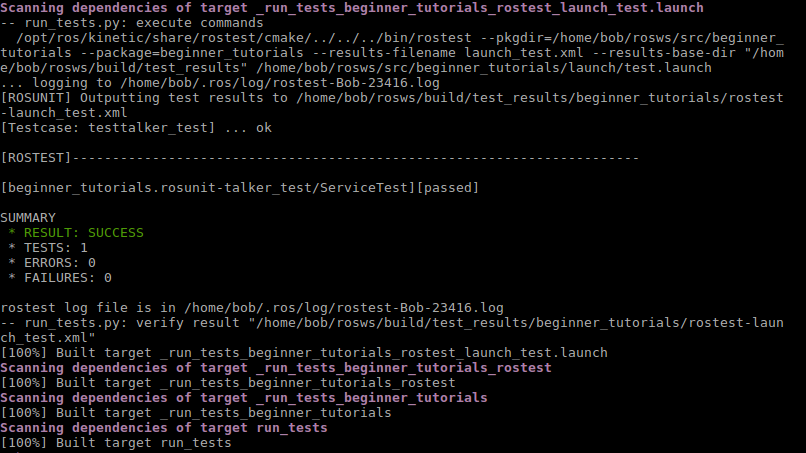 Scanning dependencies of target _run_tests_beginner_tutorials_rostest_launch_test.launch
-- run_tests.py: execute commands
  /opt/ros/kinetic/share/rostest/cmake/../../../bin/rostest --pkgdir=/home/bob/rosws/src/beginner_
tutorials --package=beginner_tutorials --results-filename launch_test.xml --results-base-dir "/hom
e/bob/rosws/build/test_results" /home/bob/rosws/src/beginner_tutorials/launch/test.launch
... logging to /home/bob/.ros/log/rostest-Bob-23416.log
[ROSUNIT] Outputting test results to /home/bob/rosws/build/test_results/beginner_tutorials/rostest
-launch_test.xml
[Testcase: testtalker_test] ... ok
[ROSTEST]-----------------------------------------------------------------------
[beginner_tutorials.rosunit-talker_test/ServiceTest][passed]
SUMMARY
 * RESULT: SUCCESS
 * TESTS: 1
 * ERRORS: 0
 * FAILURES: 0
rostest log file is in /home/bob/.ros/log/rostest-Bob-23416.log
-- run_tests.py: verify result "/home/bob/rosws/build/test_results/beginner_tutorials/rostest-laun
ch_test.xml"
[100%] Built target _run_tests_beginner_tutorials_rostest_launch_test.launch
Scanning dependencies of target _run_tests_beginner_tutorials_rostest
[100%] Built target _run_tests_beginner_tutorials_rostest
Scanning dependencies of target _run_tests_beginner_tutorials
[100%] Built target _run_tests_beginner_tutorials
Scanning dependencies of target run_tests
[100%] Built target run_tests